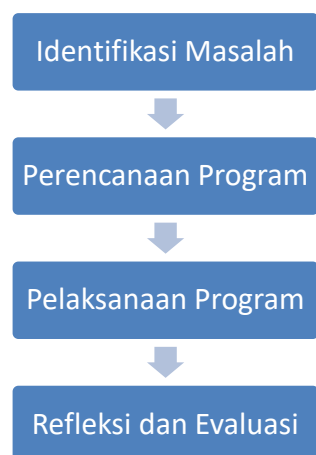 Identifikasi Masalah
Perencanaan Program
Pelaksanaan Program
Refleksi dan Evaluasi